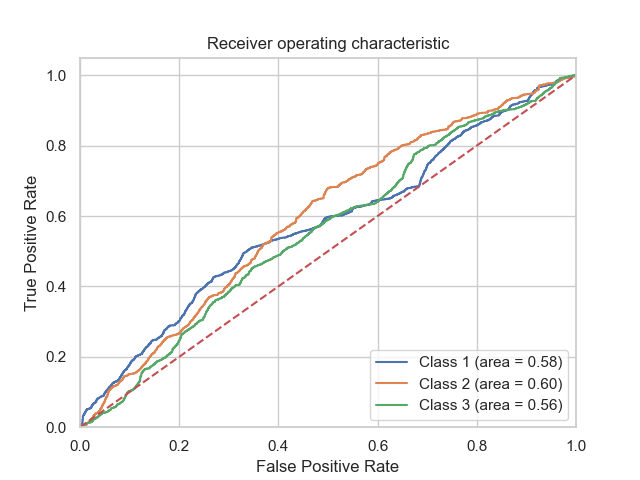 Receiver operating characteristic
True Positive Rate
1.0
0.8
0.6
0.4
0.2
0.0
Class 1 (area = 0.58)
Class 2 (area = 0.60)
Class 3 (area = 0.56)
0.0 0.2 0.4 0.6 0.8 1.0
False Positive Rate